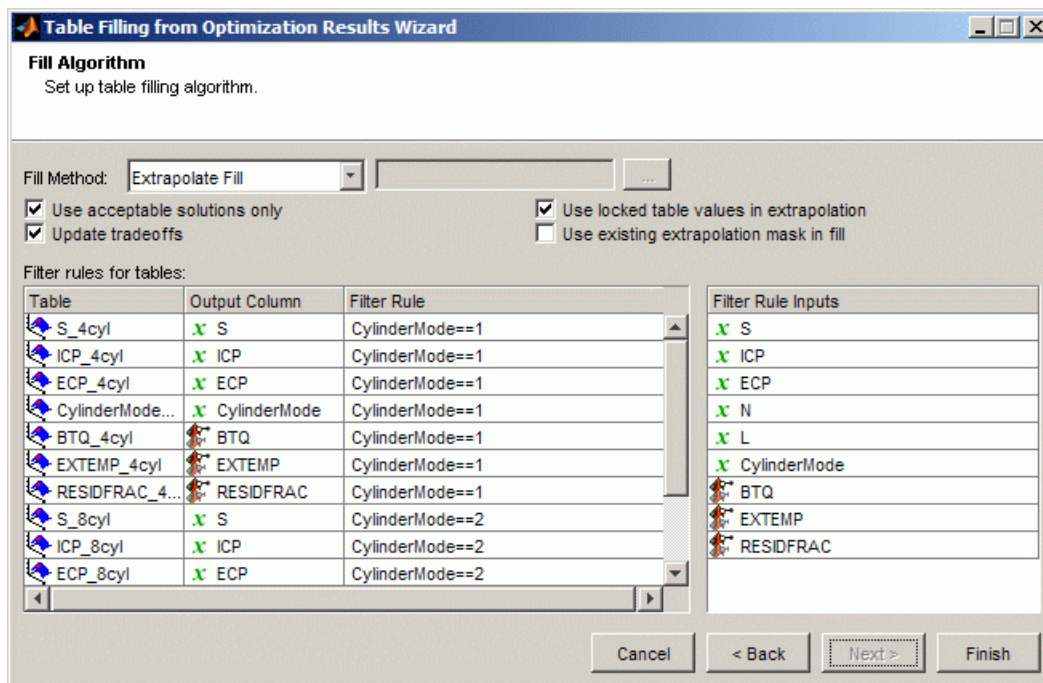 Table Filling from Optimization Results Wizard
Fill Algorithm
Set up table filling algorithm.
Fill Method: Extrapolate Fill ...
Use acceptable solutions only Use locked table values in extrapolation
Update tradeoffs Use existing extrapolation mask in fill
Filter rules for tables:
Table Output Column Filter Rule Filter Rule Inputs
S_4cyl x S CylinderMode==1 x S
ICP_4cyl x ICP CylinderMode==1 x ICP
ECP_4cyl x ECP CylinderMode==1 x ECP
CylinderMode... x CylinderMode CylinderMode==1 x N
BTQ_4cyl BTQ CylinderMode==1 x L
EXTEMP_4cyl EXTEMP CylinderMode==1 x CylinderMode
RESIDFRAC_4... RESIDFRAC CylinderMode==1 BTQ
S_8cyl x S CylinderMode==2 EXTEMP
ICP_8cyl x ICP CylinderMode==2 RESIDFRAC
ECP_8cyl x ECP CylinderMode==2
Cancel < Back Next > Finish